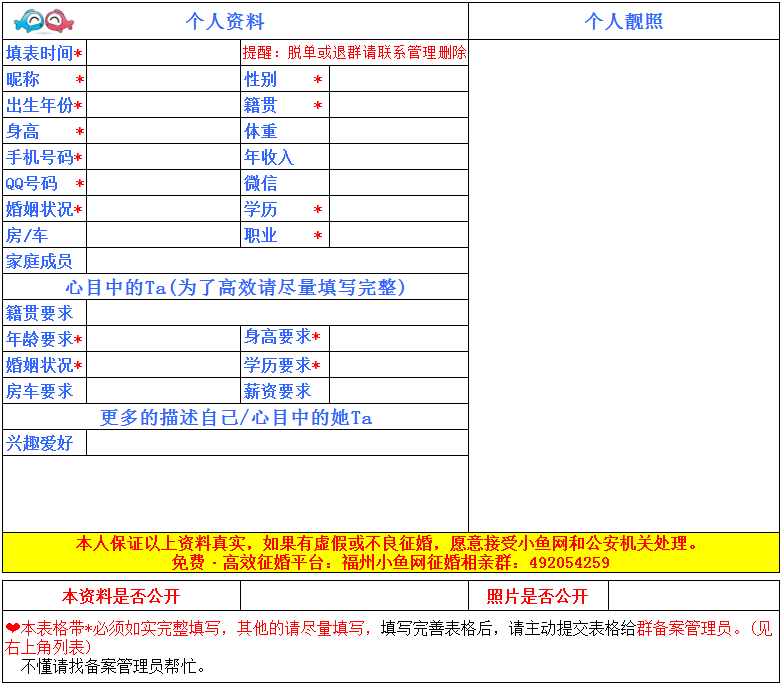 个人资料 个人靓照
填表时间* 提醒：脱单或退群请联系管理删除
昵称 * 性别 *
出生年份* 籍贯 *
身高 * 体重
手机号码* 年收入
QQ号码 * 微信
婚姻状况* 学历 *
房/车 职业 *
家庭成员
心目中的Ta(为了高效请尽量填写完整)
籍贯要求
年龄要求* 身高要求*
婚姻状况* 学历要求*
房车要求 薪资要求
更多的描述自己/心目中的她Ta
兴趣爱好
本人保证以上资料真实，如果有虚假或不良征婚，愿意接受小鱼网和公安机关处理。
免费·高效征婚平台：福州小鱼网征婚相亲群：492054259
本资料是否公开 照片是否公开
❤本表格带*必须如实完整填写，其他的请尽量填写，填写完善表格后，请主动提交表格给群备案管理员。（见
右上角列表）
不懂请找备案管理员帮忙。